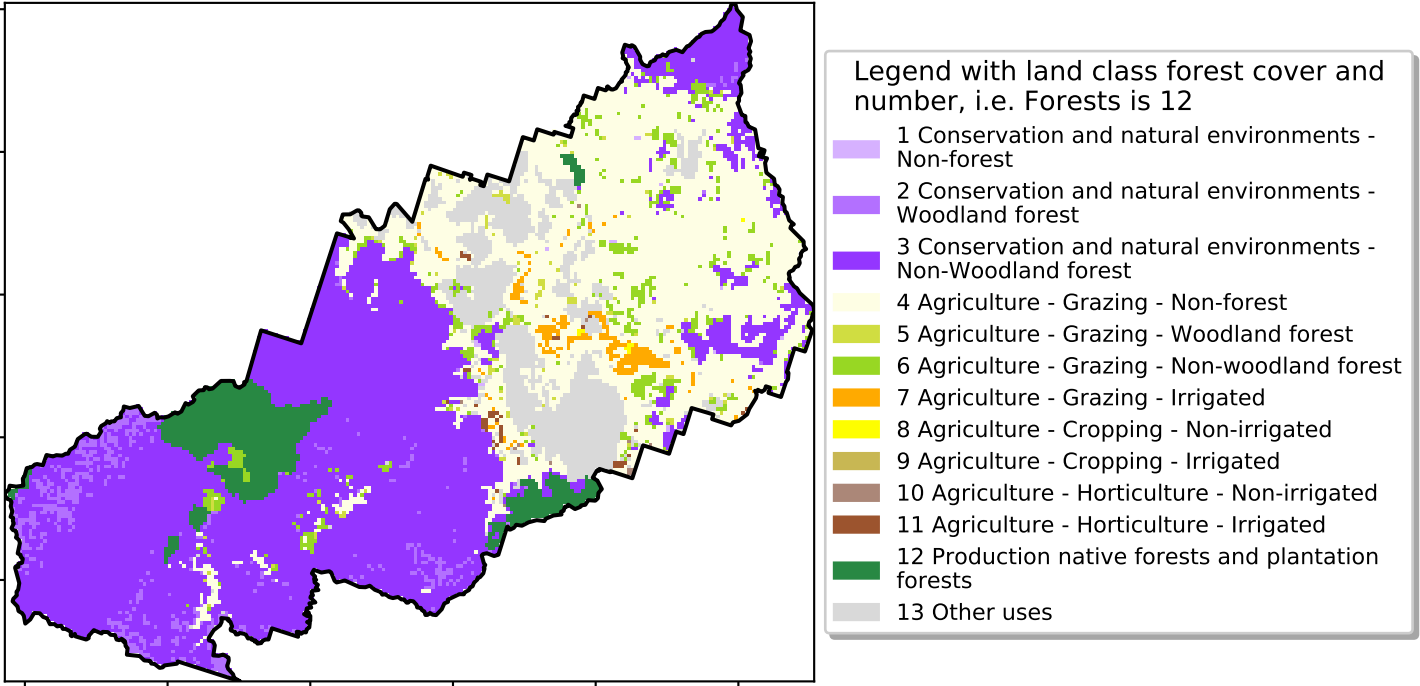 Legend with land class forest cover and
number, i.e. Forests is 12
1 Conservation and natural environments -
Non-forest
2 Conservation and natural environments -
Woodland forest
3 Conservation and natural environments -
Non-Woodland forest
4 Agriculture - Grazing - Non-forest
5 Agriculture - Grazing - Woodland forest
6 Agriculture - Grazing - Non-woodland forest
7 Agriculture - Grazing - Irrigated
8 Agriculture - Cropping - Non-irrigated
9 Agriculture - Cropping - Irrigated
10 Agriculture - Horticulture - Non-irrigated
11 Agriculture - Horticulture - Irrigated
12 Production native forests and plantation
forests
13 Other uses